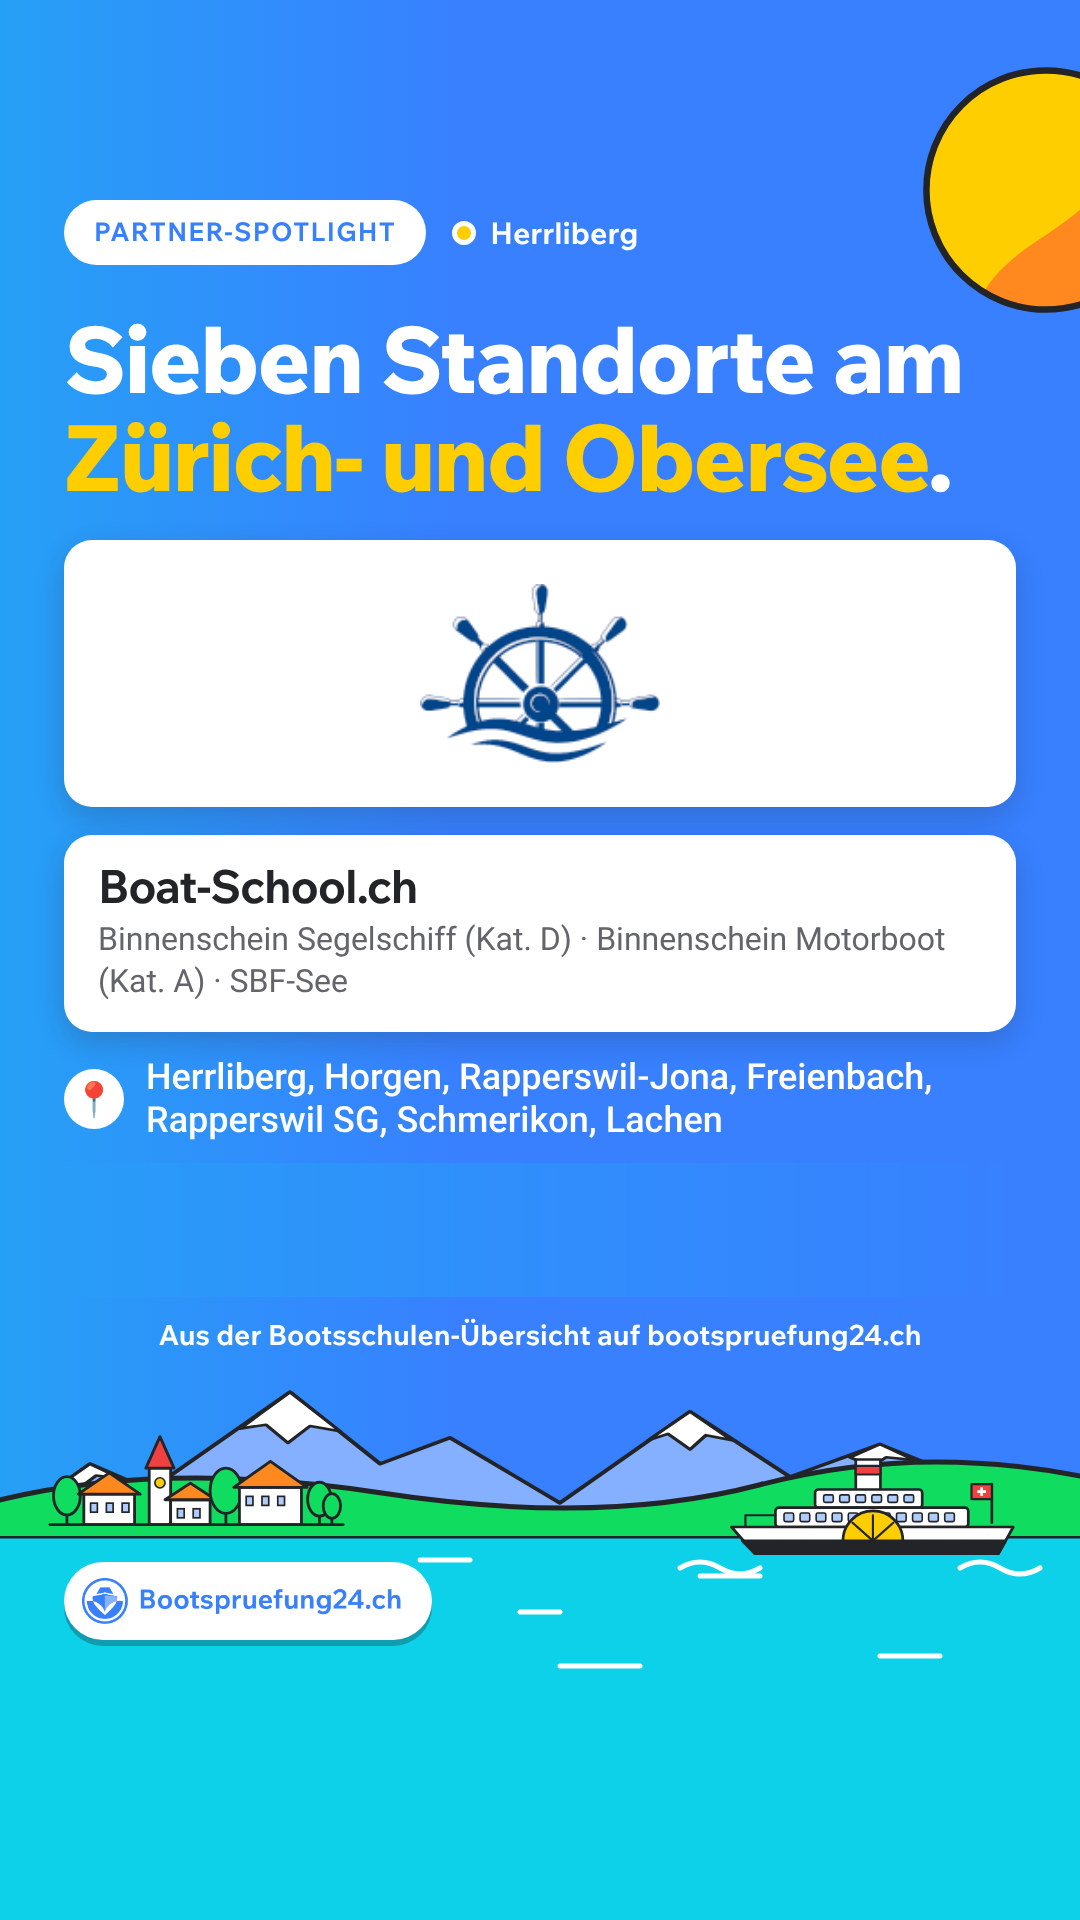 PARTNER-SPOTLIGHT
Herrliberg
Sieben Standorte am
Zürich- und Obersee.
Boat-School.ch
Binnenschein Segelschiff (Kat. D) · Binnenschein Motorboot
(Kat. A) · SBF-See
Herrliberg, Horgen, Rapperswil-Jona, Freienbach,
Rapperswil SG, Schmerikon, Lachen
Aus der Bootsschulen-Übersicht auf bootspruefung24.ch
Bootspruefung24.ch